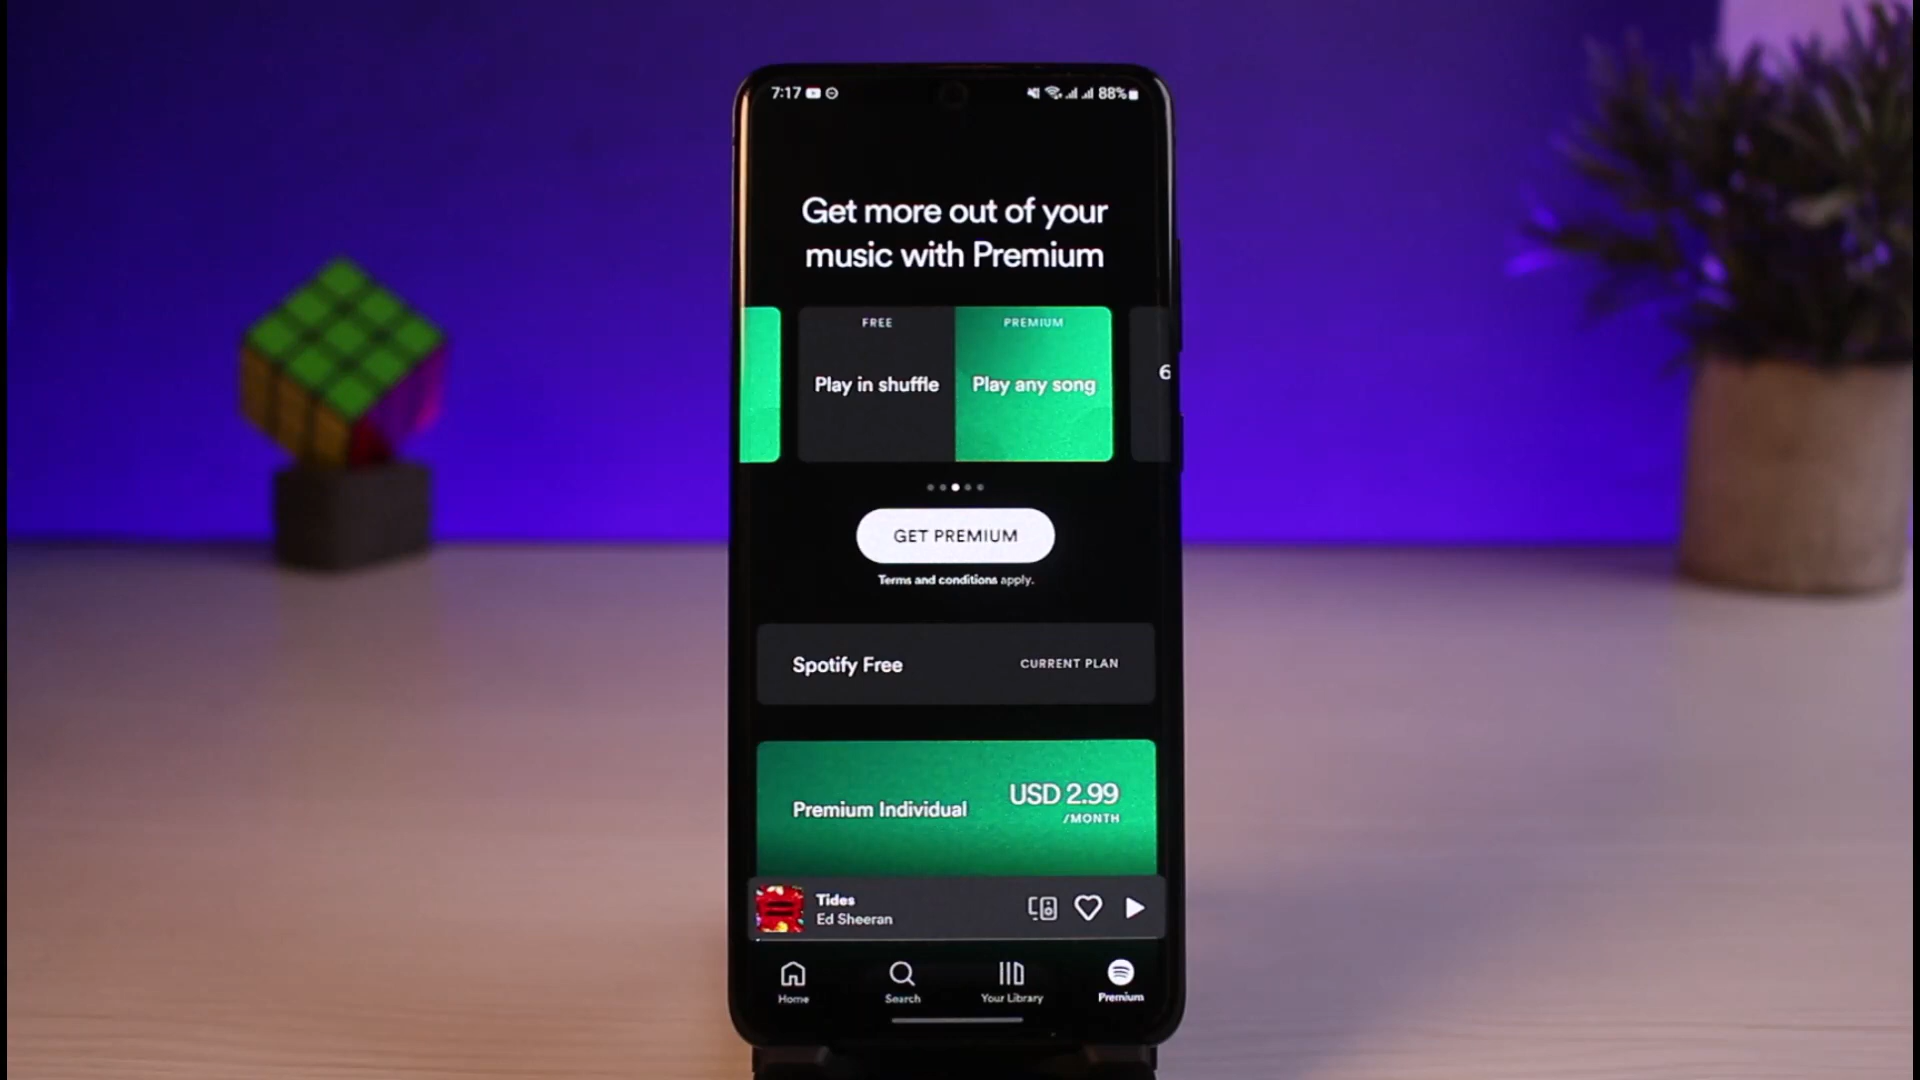 7:17
88%
Get more out of your
music with Premium
FREE
PREMIUM
Play in shuffle
Play any song
6
GET PREMIUM
Terms and conditions apply.
Spotify Free
CURRENT PLAN
Premium Individual
USD 2.99
/MONTH
Tides
Ed Sheeran
Home
Search
Your Library
Premium